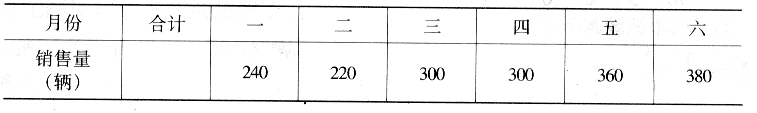 月份 合计 一 二 三 四 五 六
销售量
（辆） 240 220 300 300 360 380